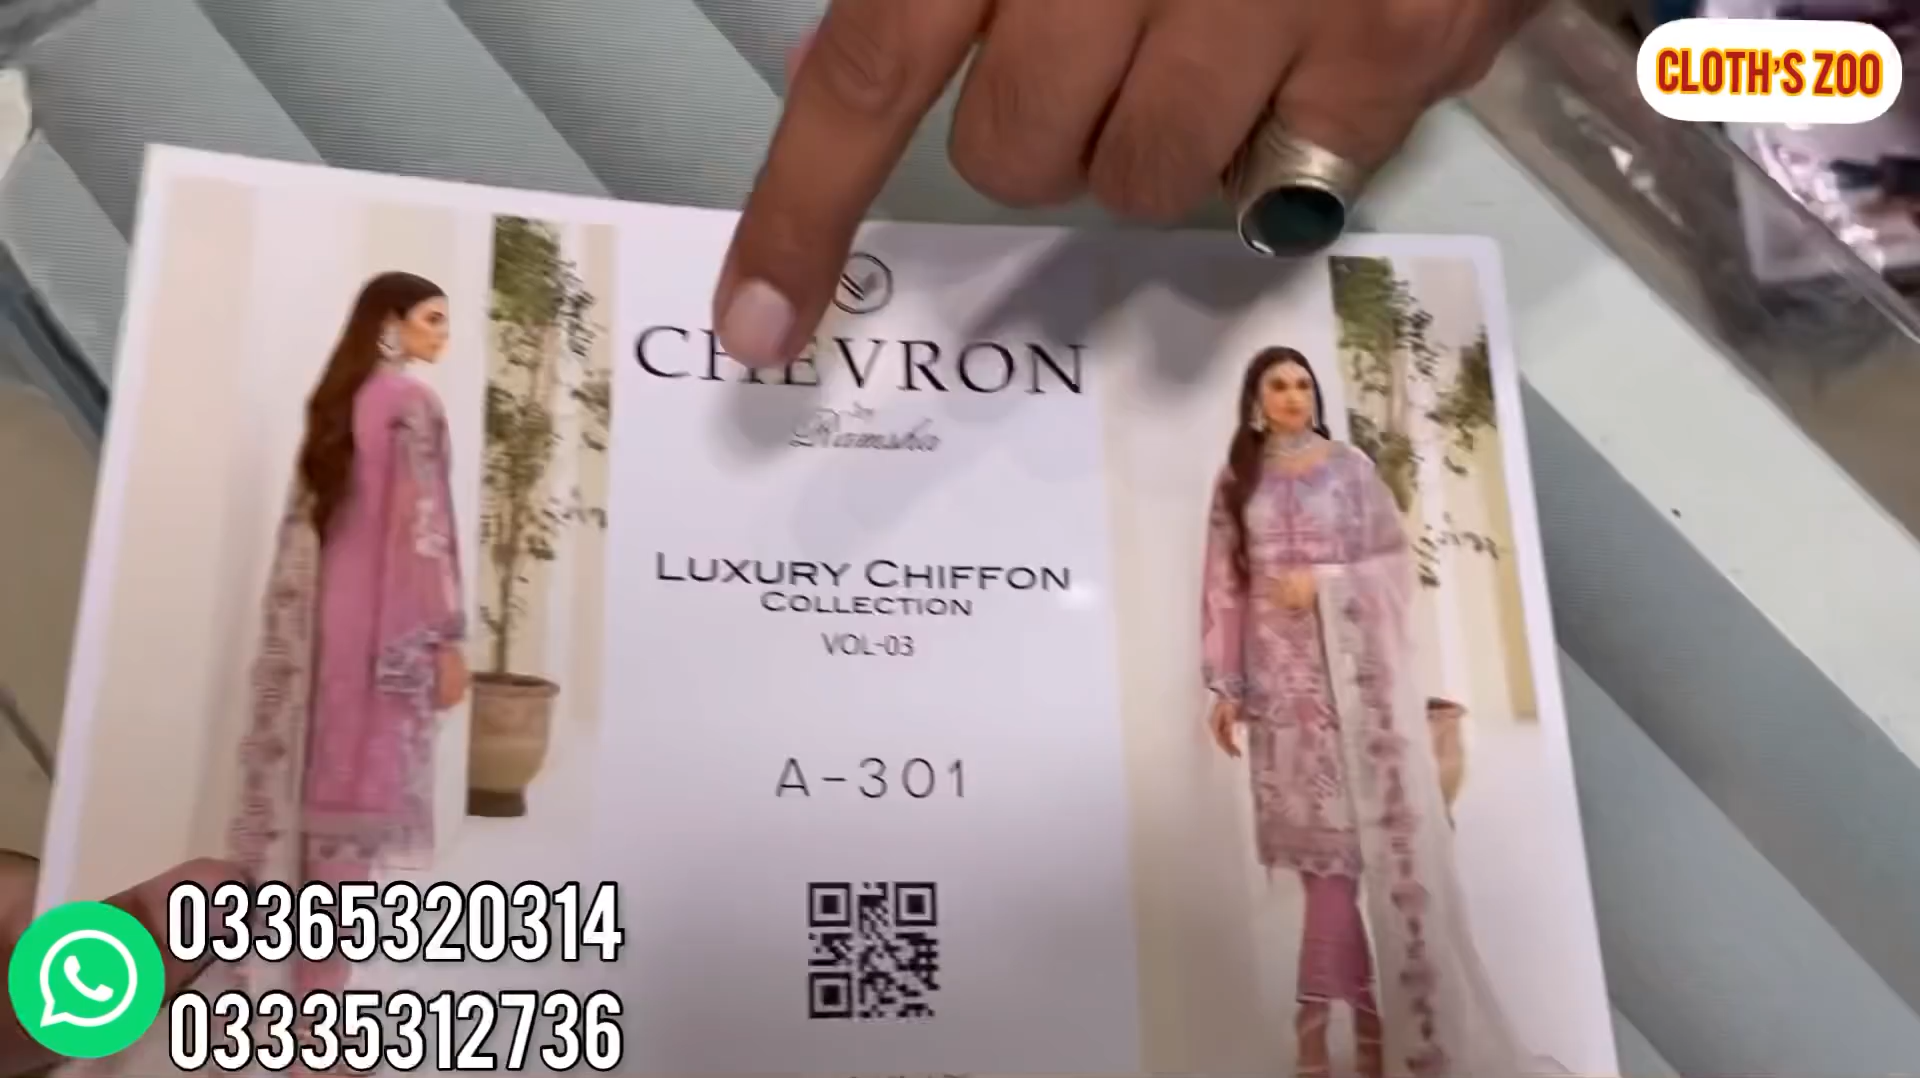 CLOTH'S ZOO
CHEVRON
by
Ramsha
LUXURY CHIFFON
COLLECTION
VOL-03
A-301
03365320314
03335312736